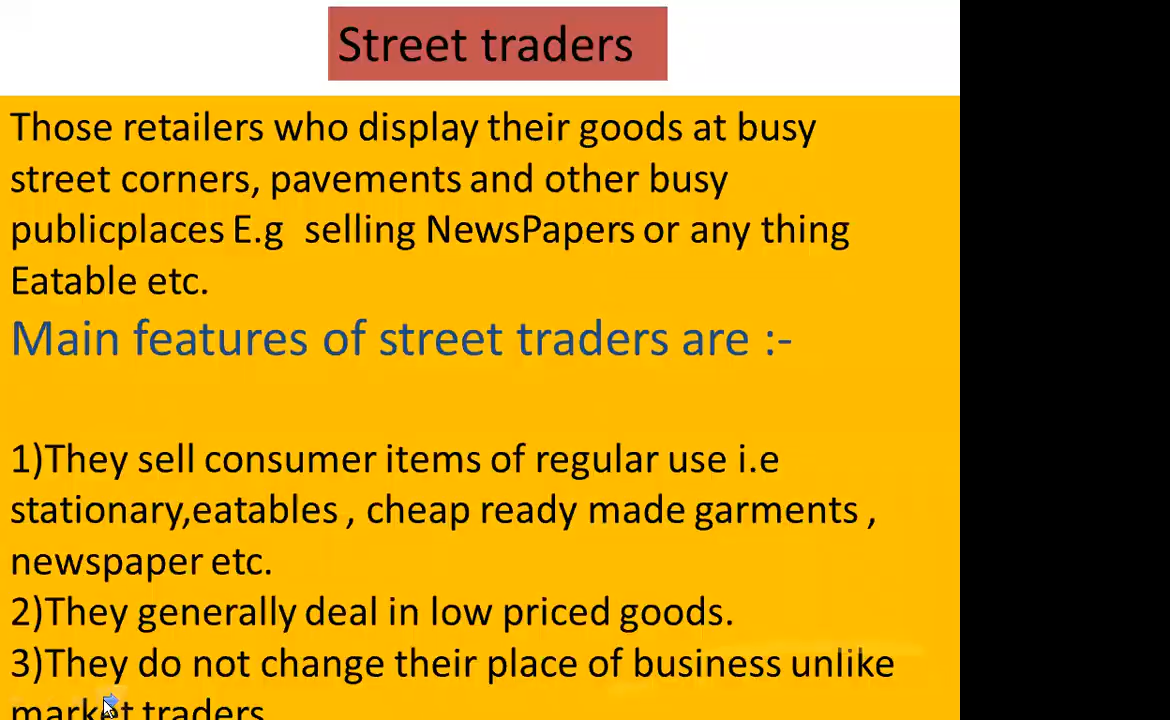 Street traders
Those retailers who display their goods at busy
street corners, pavements and other busy
publicplaces E.g selling NewsPapers or any thing
Eatable etc.
Main features of street traders are :-
1)They sell consumer items of regular use i.e
stationary,eatables , cheap ready made garments ,
newspaper etc.
2)They generally deal in low priced goods.
3)They do not change their place of business unlike
market traders